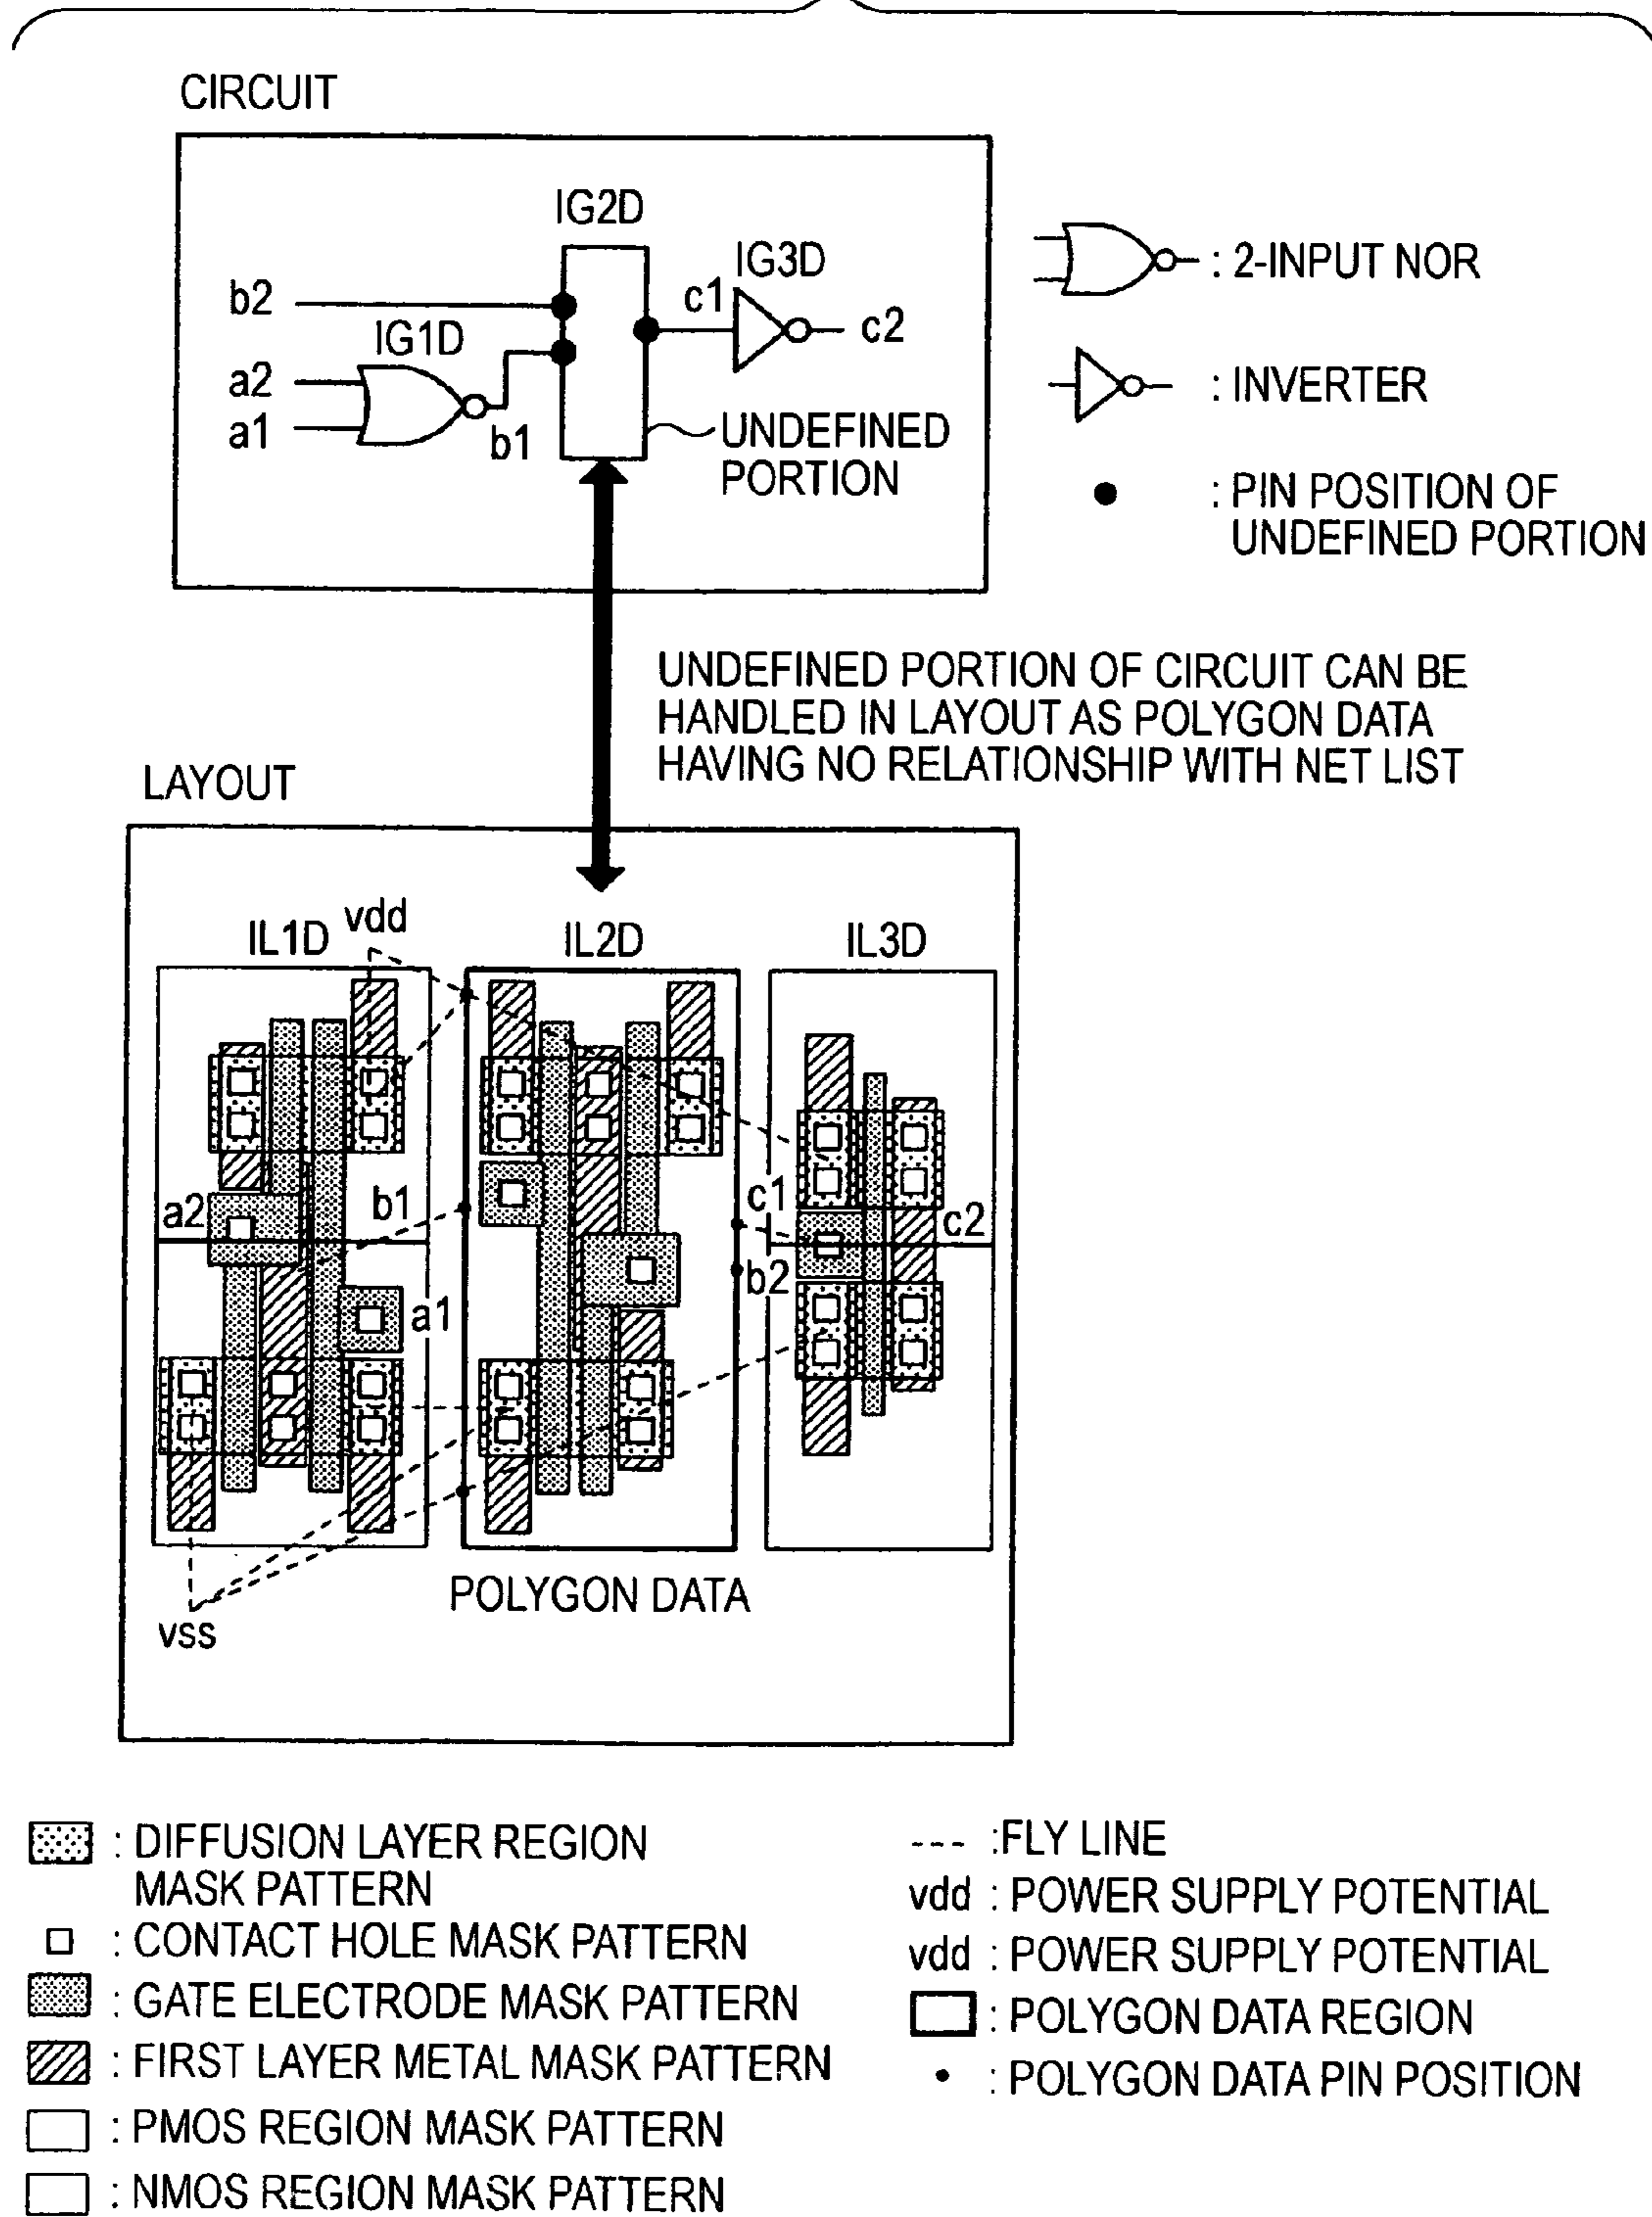 CIRCUIT
IG2D
IG3D
b2
c1
c2
IG1D
a2
a1
b1
UNDEFINED
PORTION
: 2-INPUT NOR
: INVERTER
: PIN POSITION OF
UNDEFINED PORTION
UNDEFINED PORTION OF CIRCUIT CAN BE
HANDLED IN LAYOUT AS POLYGON DATA
HAVING NO RELATIONSHIP WITH NET LIST
LAYOUT
IL1D
vdd
IL2D
IL3D
a2
b1
c1
c2
b2
a1
POLYGON DATA
vss
: DIFFUSION LAYER REGION
MASK PATTERN
: CONTACT HOLE MASK PATTERN
: GATE ELECTRODE MASK PATTERN
: FIRST LAYER METAL MASK PATTERN
: PMOS REGION MASK PATTERN
: NMOS REGION MASK PATTERN
--- :FLY LINE
vdd : POWER SUPPLY POTENTIAL
vdd : POWER SUPPLY POTENTIAL
: POLYGON DATA REGION
: POLYGON DATA PIN POSITION